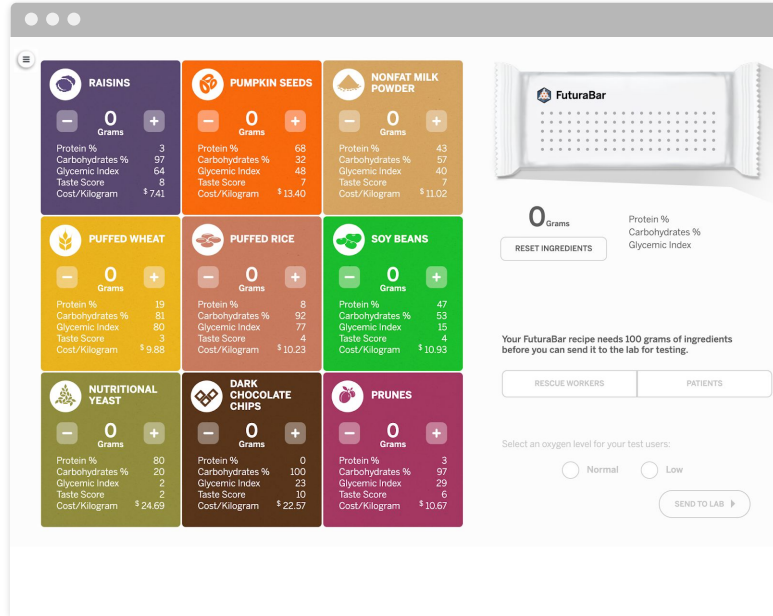 RAISINS
− 0 +
Grams
Protein % 3
Carbohydrates % 97
Glycemic Index 64
Taste Score 8
Cost/Kilogram $ 7.41
PUMPKIN SEEDS
− 0 +
Grams
Protein % 68
Carbohydrates % 32
Glycemic Index 48
Taste Score 7
Cost/Kilogram $ 13.40
NONFAT MILK
POWDER
− 0 +
Grams
Protein % 43
Carbohydrates % 57
Glycemic Index 40
Taste Score 7
Cost/Kilogram $ 11.02
PUFFED WHEAT
− 0 +
Grams
Protein % 19
Carbohydrates % 81
Glycemic Index 80
Taste Score 3
Cost/Kilogram $ 9.88
PUFFED RICE
− 0 +
Grams
Protein % 8
Carbohydrates % 92
Glycemic Index 77
Taste Score 4
Cost/Kilogram $ 10.23
SOY BEANS
− 0 +
Grams
Protein % 47
Carbohydrates % 53
Glycemic Index 15
Taste Score 4
Cost/Kilogram $ 10.93
NUTRITIONAL
YEAST
− 0 +
Grams
Protein % 80
Carbohydrates % 20
Glycemic Index 2
Taste Score 2
Cost/Kilogram $ 24.69
DARK
CHOCOLATE
CHIPS
− 0 +
Grams
Protein % 0
Carbohydrates % 100
Glycemic Index 23
Taste Score 10
Cost/Kilogram $ 22.57
PRUNES
− 0 +
Grams
Protein % 3
Carbohydrates % 97
Glycemic Index 29
Taste Score 6
Cost/Kilogram $ 10.67
FuturaBar
0 Grams
RESET INGREDIENTS
Protein %
Carbohydrates %
Glycemic Index
Your FuturaBar recipe needs 100 grams of ingredients
before you can send it to the lab for testing.
RESCUE WORKERS PATIENTS
Select an oxygen level for your test users:
Normal Low
SEND TO LAB